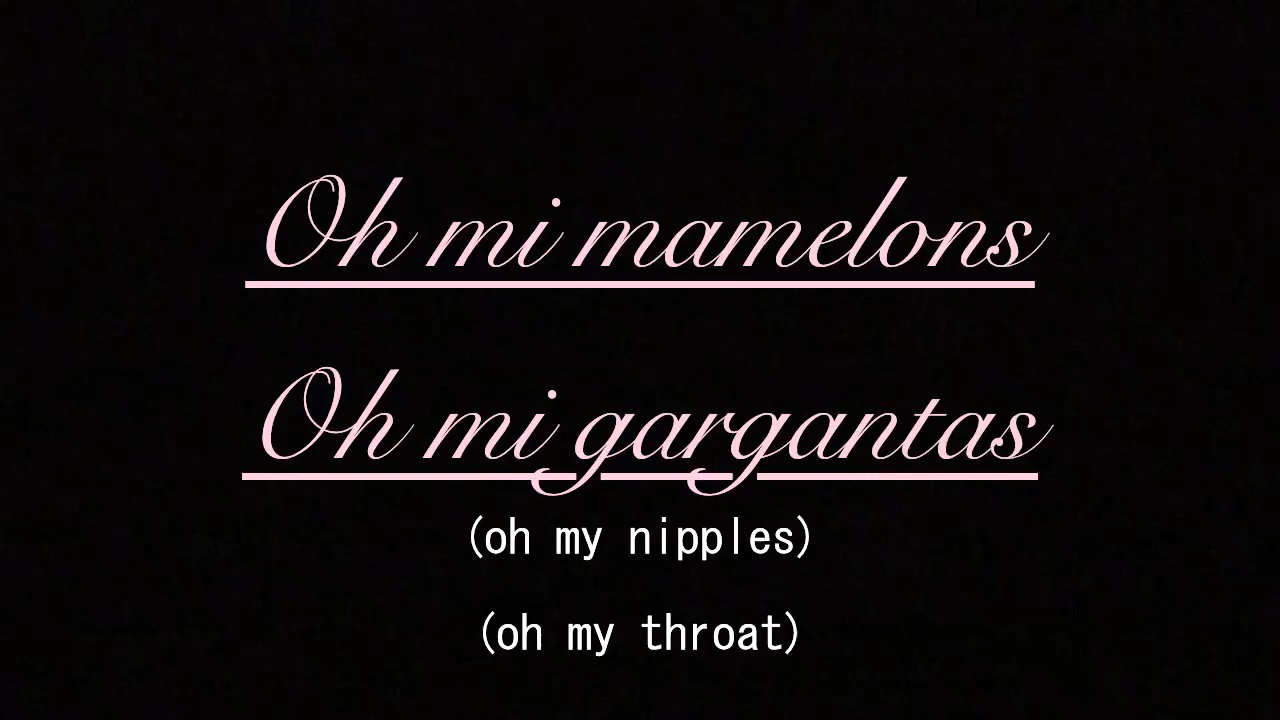 Oh mi mamelons
Oh mi gargantas
(oh my nipples)
(oh my throat)